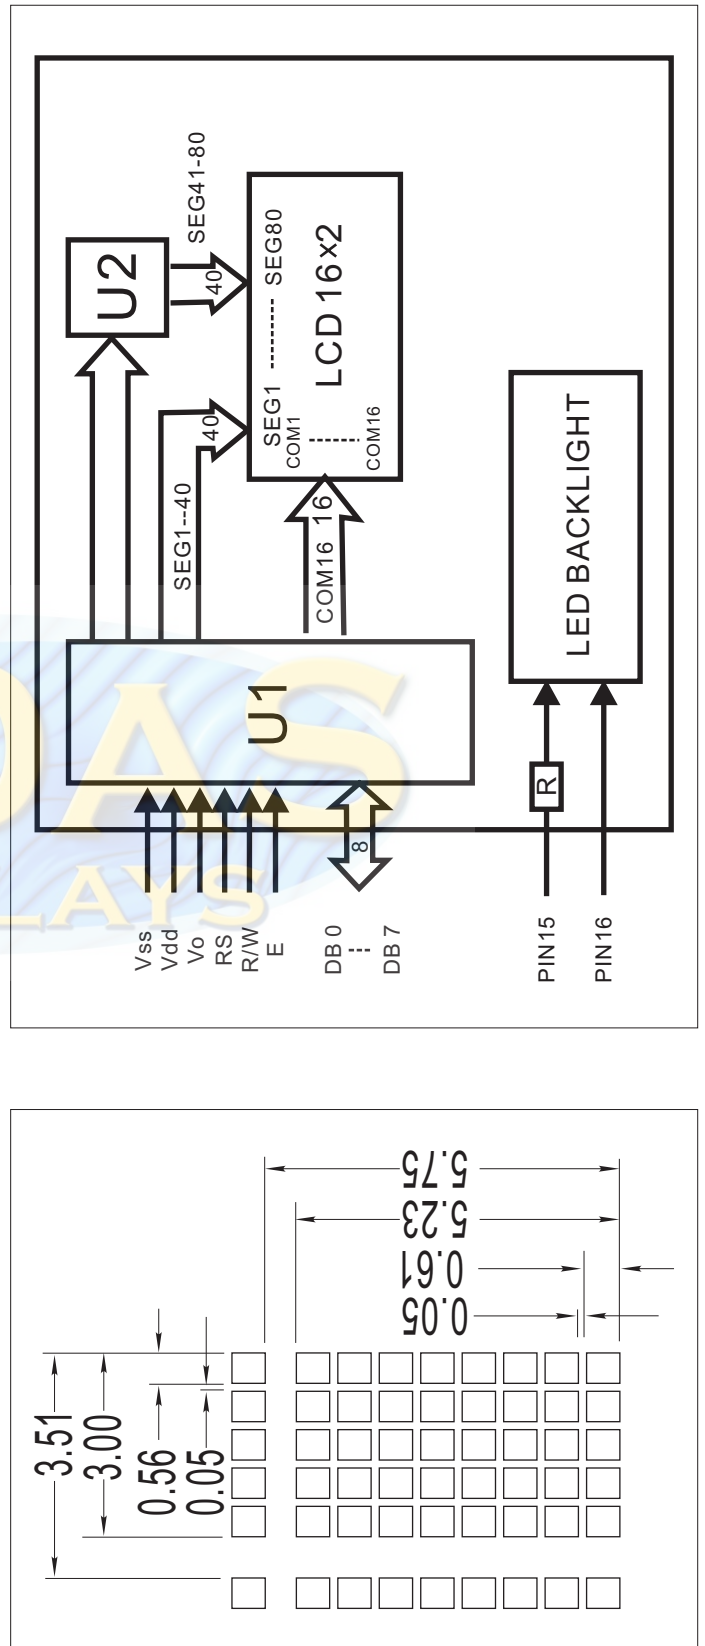 U2
SEG41-80
40
SEG1 --------- SEG80
COM1
COM16
LCD 16×2
40
SEG1--40
COM16
16
U1
Vss
Vdd
Vo
RS
R/W
E
8
DB 0
DB 7
LED BACKLIGHT
R
PIN15
PIN16
DAS
LAYS
5.75
5.23
0.61
0.05
3.51
3.00
0.56
0.05